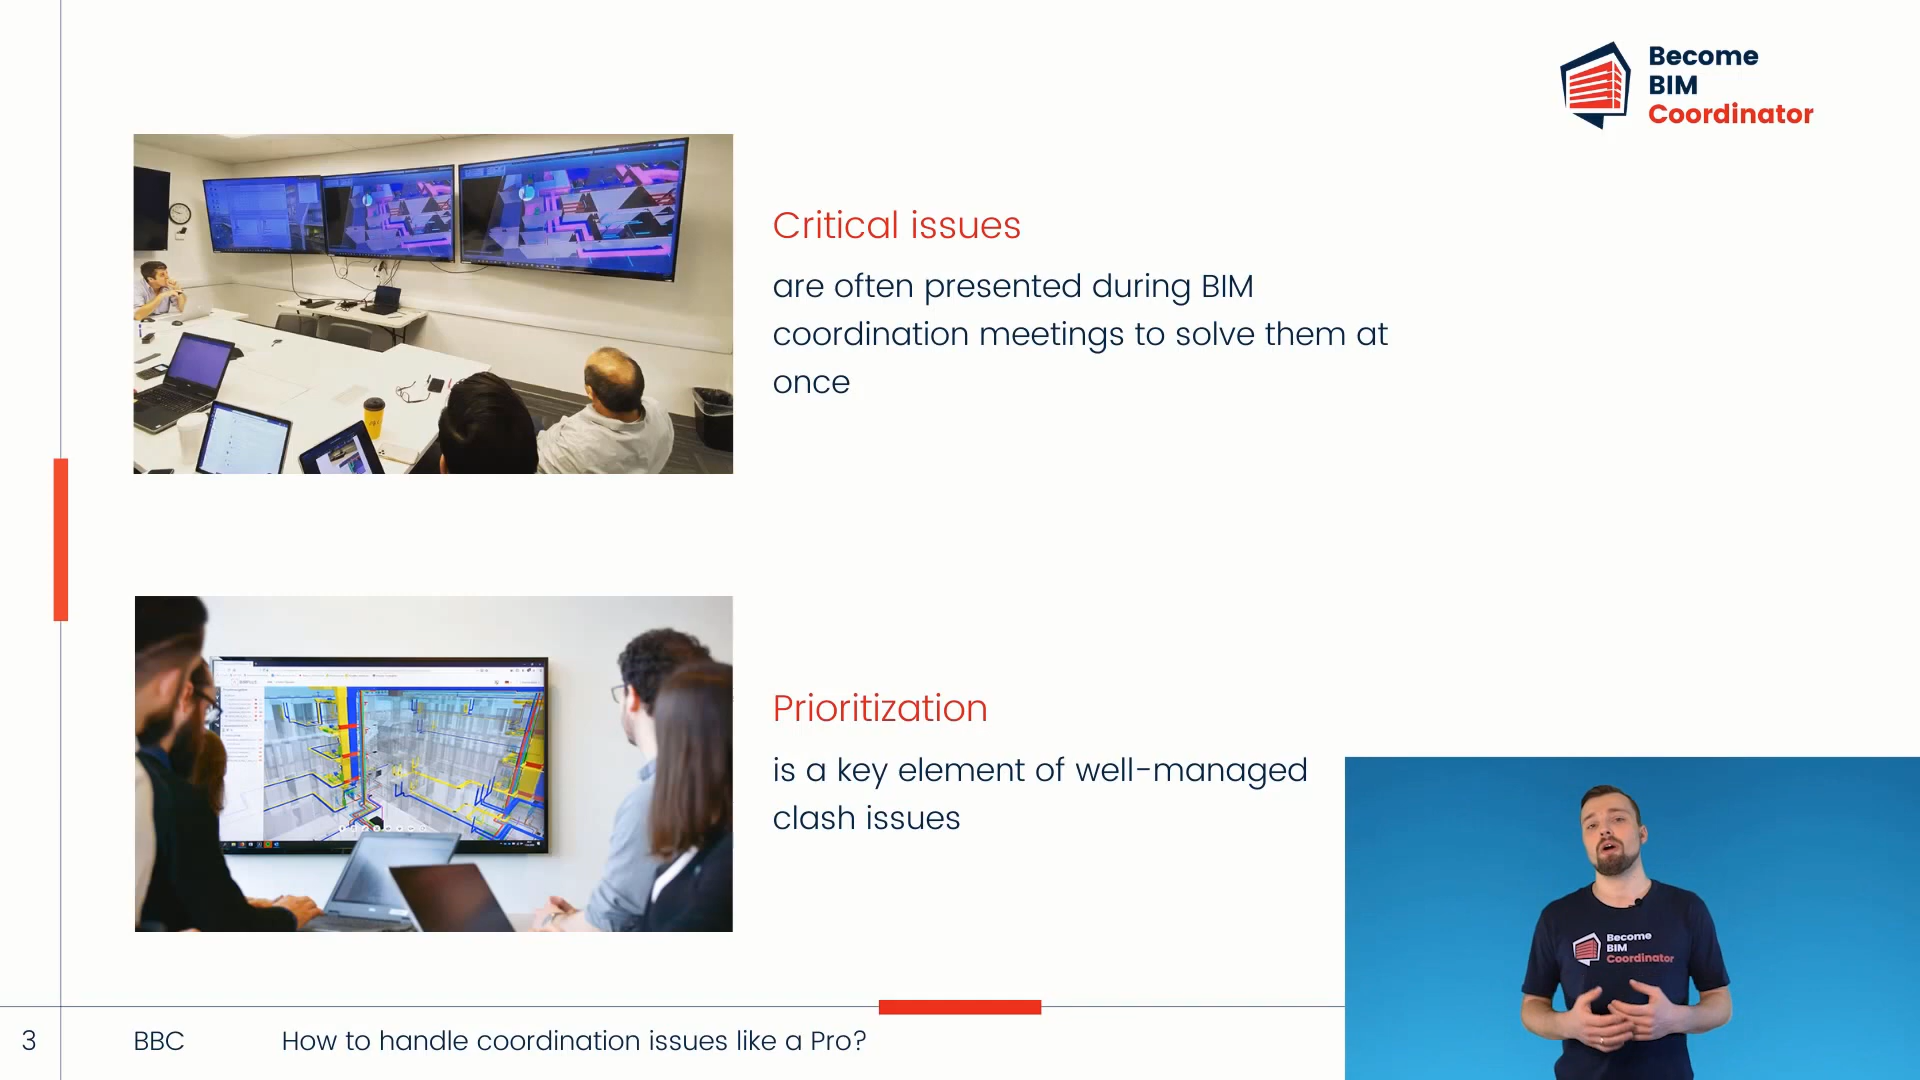 Become
BIM
Coordinator
Critical issues
are often presented during BIM
coordination meetings to solve them at
once
Prioritization
is a key element of well-managed
clash issues
Become
BIM
Coordinator
3
BBC
How to handle coordination issues like a Pro?